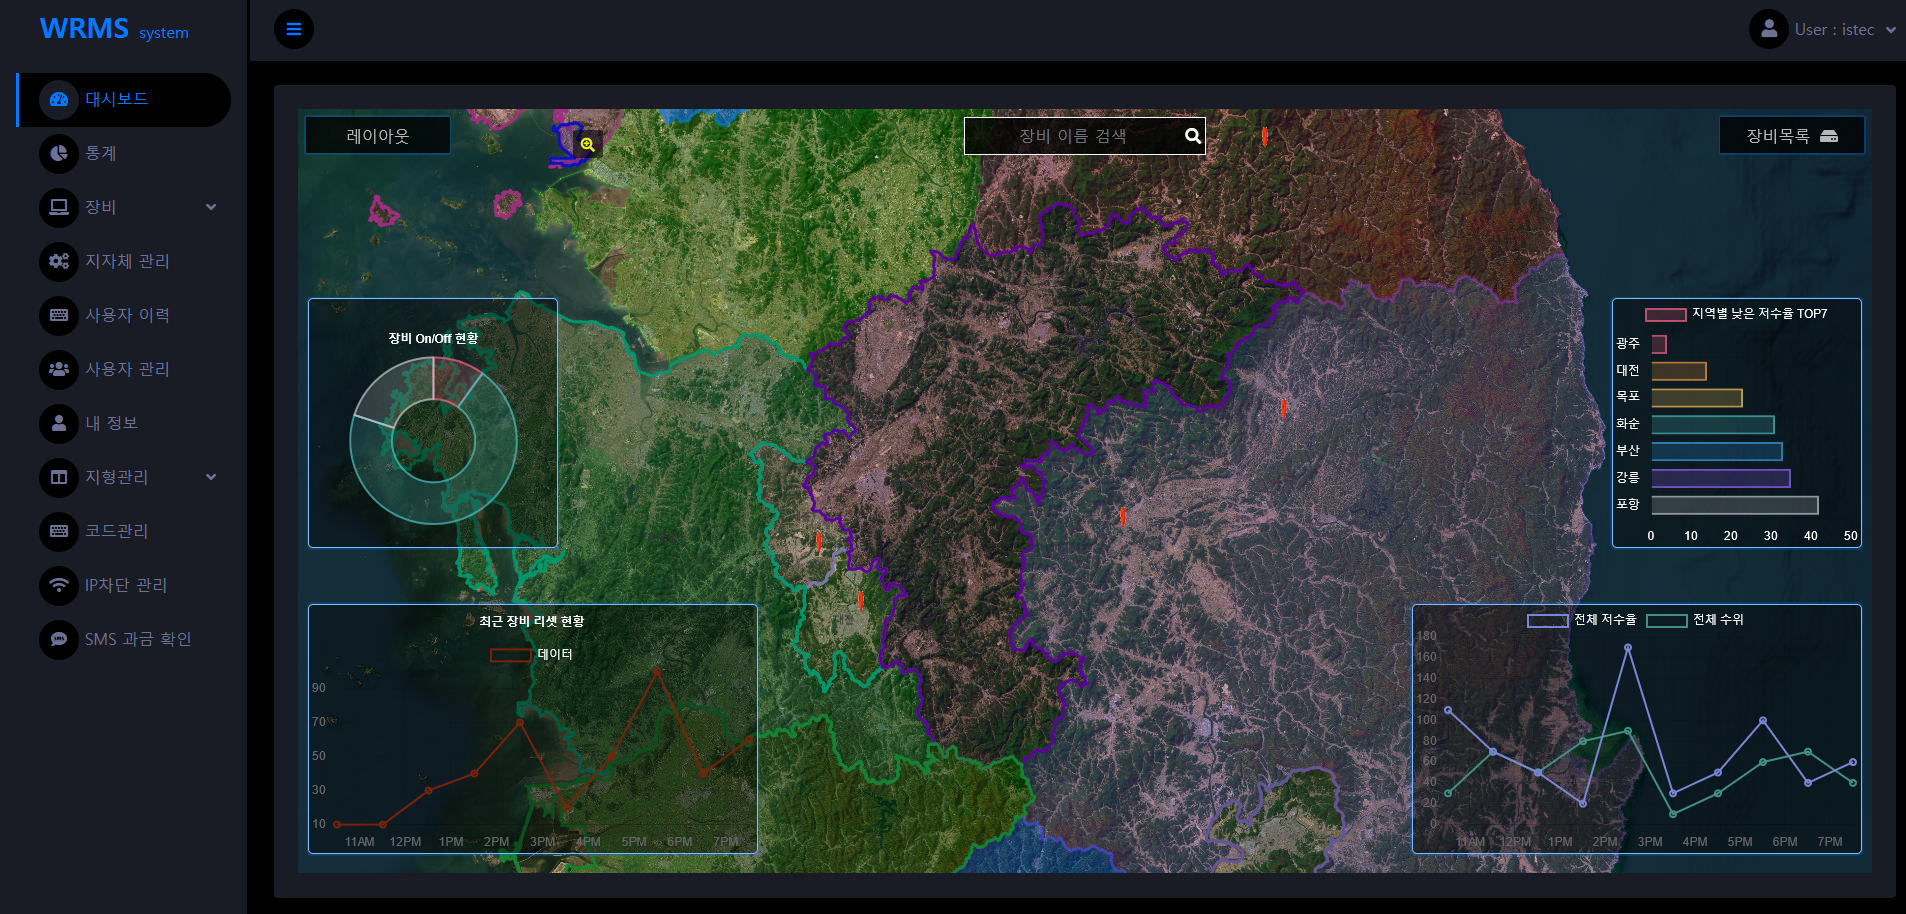 WRMS system
User : istec
대시보드
통계
장비
지자체 관리
사용자 이력
사용자 관리
내 정보
지형관리
코드관리
IP차단 관리
SMS 과금 확인
레이아웃
장비 이름 검색
장비목록
장비 On/Off 현황
지역별 낮은 저수율 TOP7
광주
대전
목포
화순
부산
강릉
포항
0 10 20 30 40 50
최근 장비 리셋 현황
데이터
90
70
50
30
10
11AM 12PM 1PM 2PM 3PM 4PM 5PM 6PM 7PM
전체 저수율 전체 수위
180
160
140
120
100
80
60
40
20
0
11AM 12PM 1PM 2PM 3PM 4PM 5PM 6PM 7PM